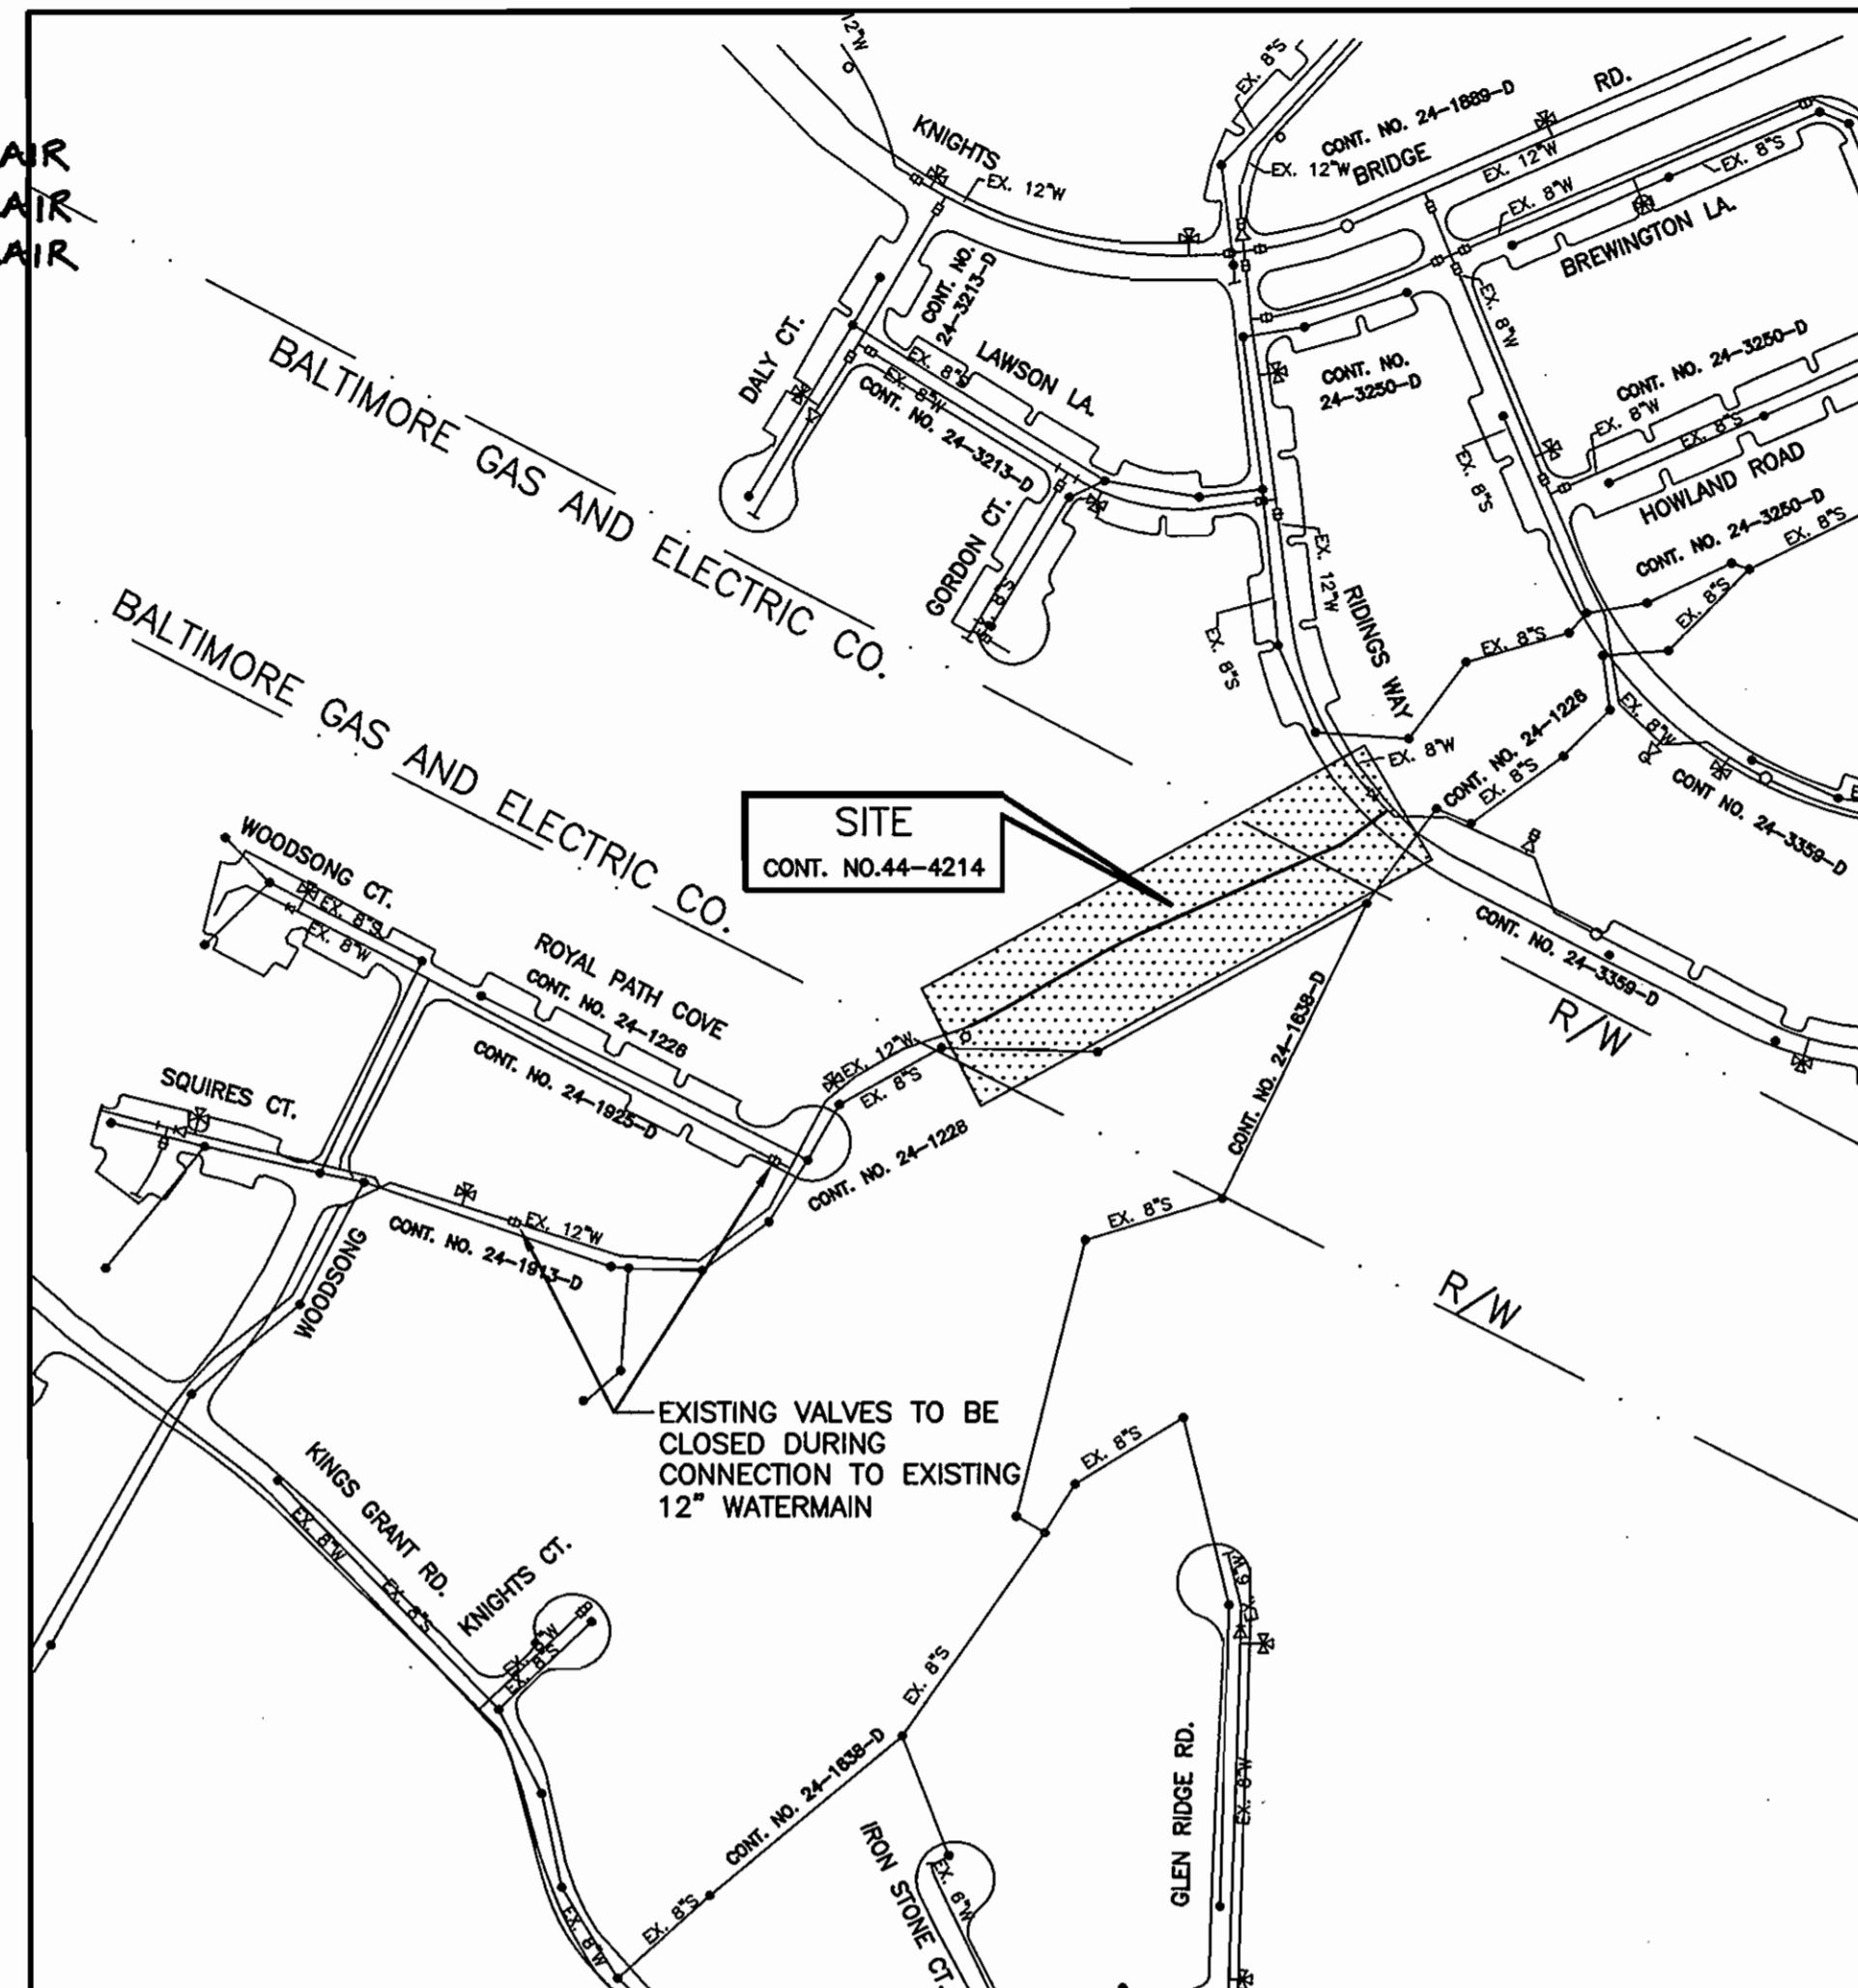 AIR
AIR
AIR
12"W
KNIGHTS
EX. 12"W
EX. 8"S
EX. 12"W
CONT. NO. 24-1889-D
BRIDGE
RD.
EX. 12"W
EX. 8"W
EX. 8"S
BREWINGTON LA.
CONT. NO.
24-3213-D
DALY CT.
EX. 8"S
LAWSON LA.
EX. 8"W
CONT. NO. 24-3213-D
GORDON CT.
8"S
EX. 8"W
CONT. NO.
24-3250-D
CONT. NO. 24-3250-D
EX. 8"W
EX. 8"S
HOWLAND ROAD
EX. 8"S
CONT. NO. 24-3250-D
EX. 8"S
EX. 8"S
EX. 12"W
EX. 8"S
RIDINGS WAY
EX. 8"S
EX. 8"W
CONT. NO. 24-1226
EX. 8"S
EX. 8"W
CONT NO. 24-3359-D
BALTIMORE GAS AND ELECTRIC CO.
BALTIMORE GAS AND ELECTRIC CO.
SITE
CONT. NO.44-4214
WOODSONG CT.
EX. 8"S
EX. 8"W
ROYAL PATH COVE
CONT. NO. 24-1226
CONT. NO. 24-1925-D
EX. 12"W
EX. 8"S
CONT. NO. 24-1226
CONT. NO. 24-1638-D
CONT. NO. 24-3359-D
R/W
SQUIRES CT.
EX. 12"W
CONT. NO. 24-1913-D
WOODSONG
EX. 8"S
R/W
EXISTING VALVES TO BE
CLOSED DURING
CONNECTION TO EXISTING
12" WATERMAIN
EX. 8"S
KINGS GRANT RD.
EX. 8"W
EX. 8"S
KNIGHTS CT.
EX. 8"W
EX. 8"S
EX. 6"W
EX. 8"S
CONT. NO. 24-1638-D
EX. 8"S
EX. 8"W
IRON STONE CT.
EX. 6"W
GLEN RIDGE RD.
EX. 8"W